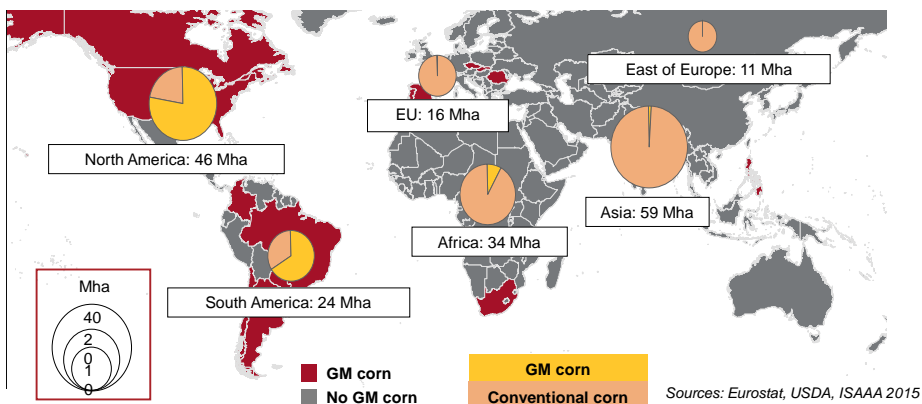 East of Europe: 11 Mha
EU: 16 Mha
North America: 46 Mha
Asia: 59 Mha
Africa: 34 Mha
South America: 24 Mha
Mha
40
2
0
1
0
GM corn
No GM corn
GM corn
Conventional corn
Sources: Eurostat, USDA, ISAAA 2015